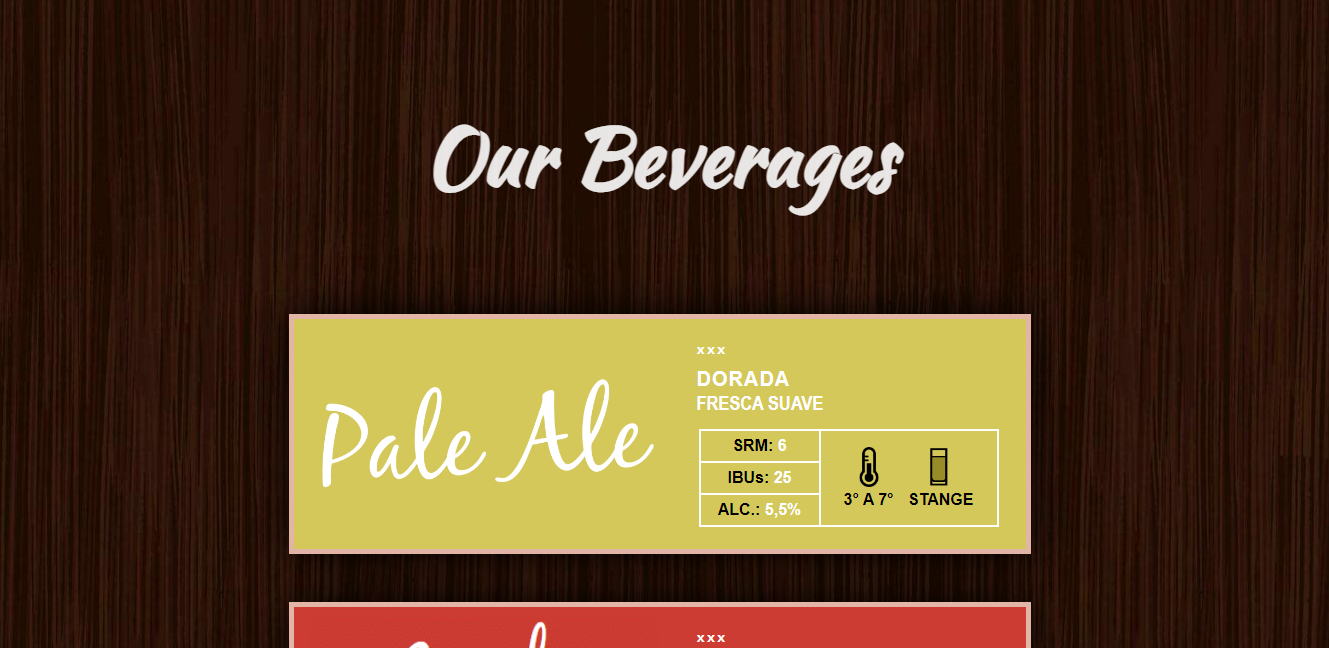 Our Beverages
Pale Ale
xxx
DORADA
FRESCA SUAVE
SRM: 6
IBUs: 25
ALC.: 5,5%
3° A 7°
STANGE
xxx